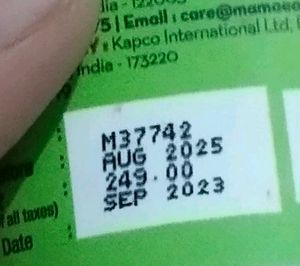 /5 | Email : care@mamaea
: Kapco International Ltd,
India - 173220
M37742
AUG 2025
249.00
SEP 2023
of all taxes)
Date